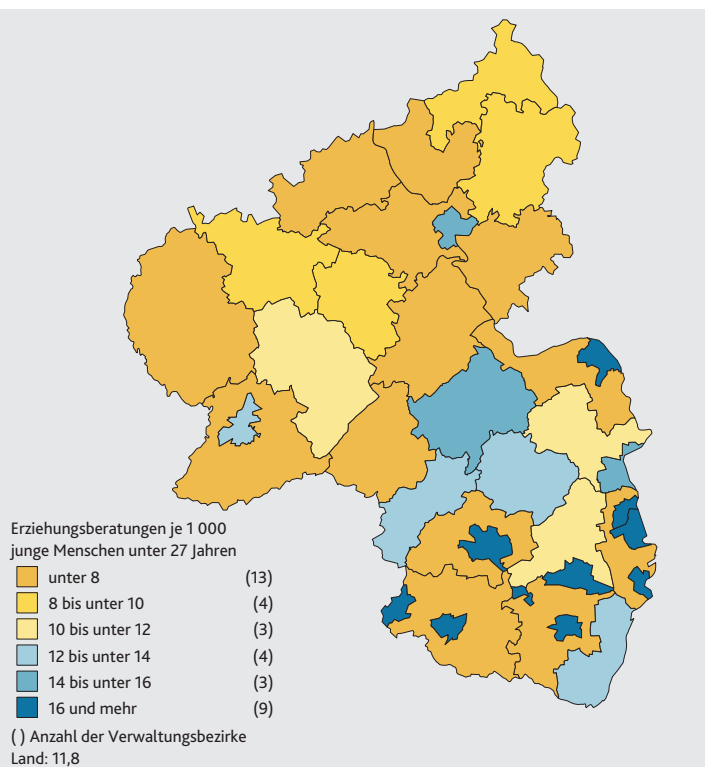 Erziehungsberatungen je 1 000
junge Menschen unter 27 Jahren
unter 8 (13)
8 bis unter 10 (4)
10 bis unter 12 (3)
12 bis unter 14 (4)
14 bis unter 16 (3)
16 und mehr (9)
( ) Anzahl der Verwaltungsbezirke
Land: 11,8